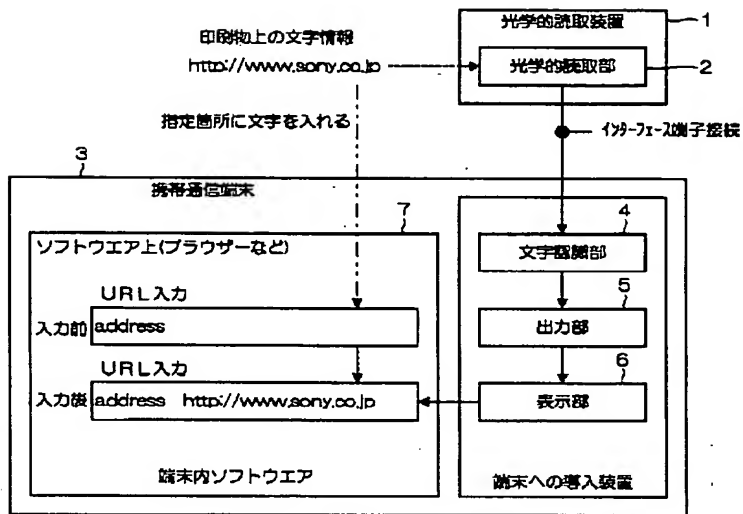 光学的読取装置
1
印刷物上の文字情報
http://www.sony.co.jp
光学的読取部
2
指定箇所に文字を入れる
インターフェース端子接続
3
携帯通信端末
7
ソフトウエア上(ブラウザーなど)
4
文字認識部
URL入力
5
入力前
address
出力部
URL入力
6
入力後
address http://www.sony.co.jp
表示部
端末内ソフトウエア
端末への導入装置